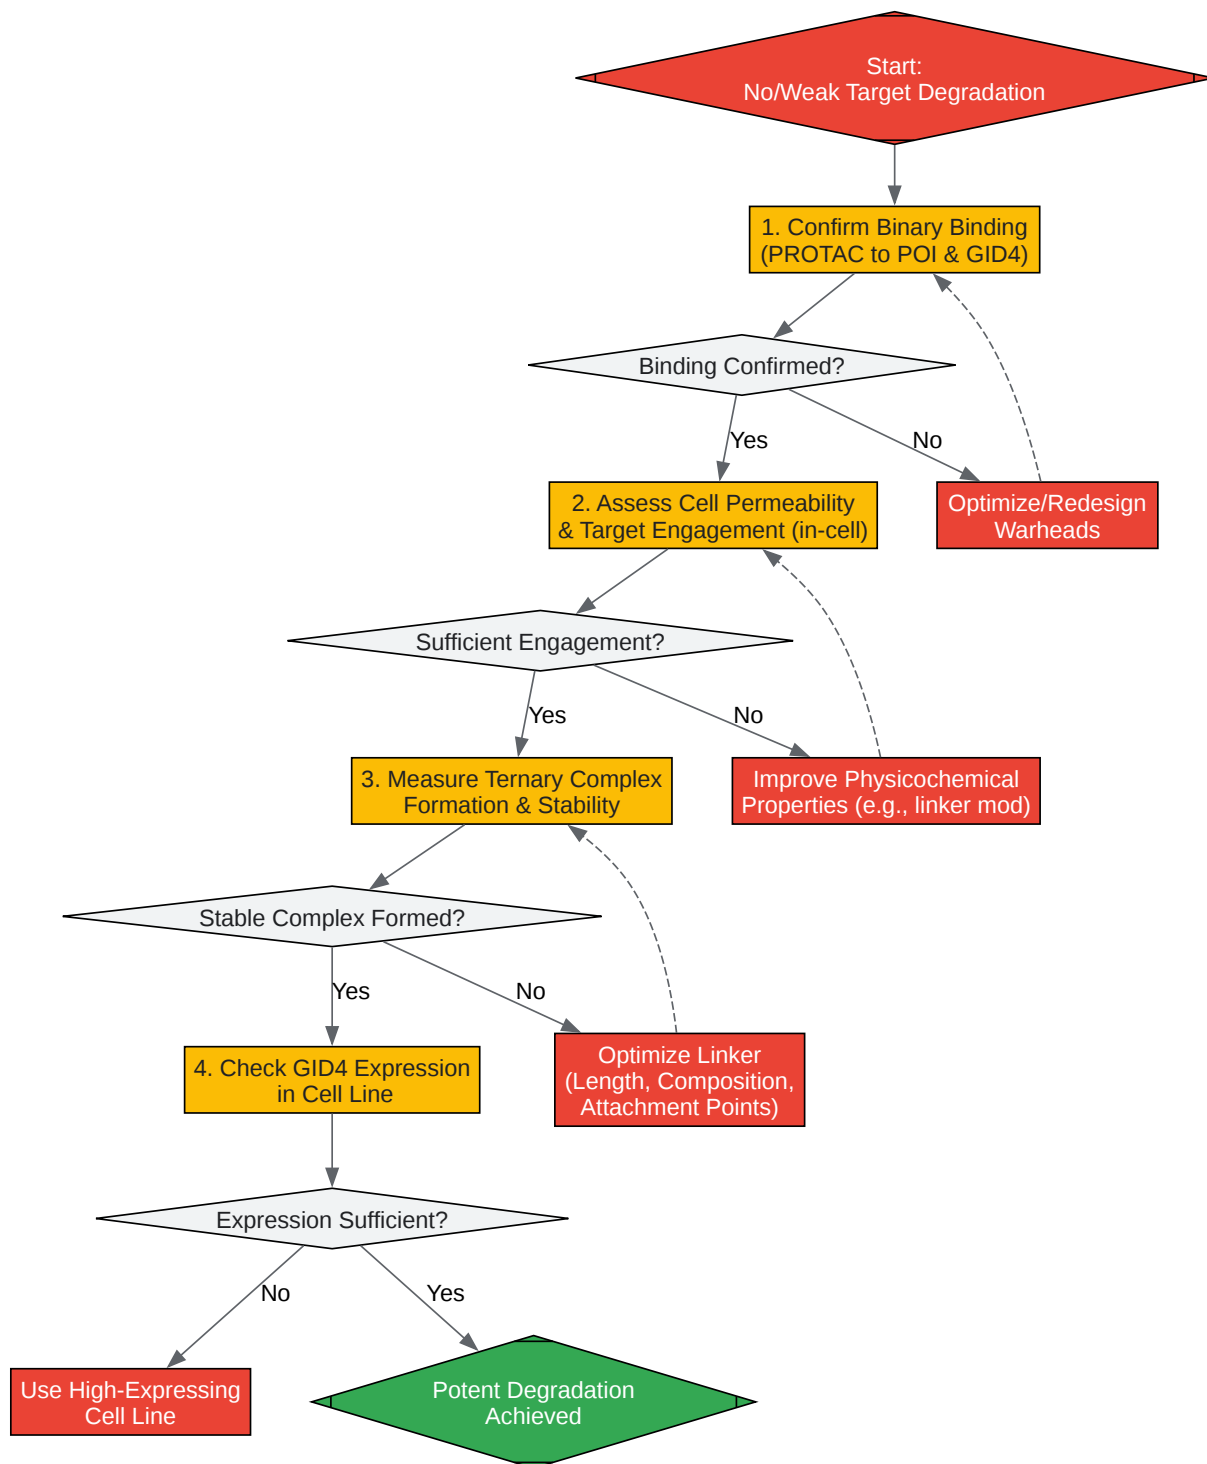 Start:
No/Weak Target Degradation
1. Confirm Binary Binding
(PROTAC to POI & GID4)
Binding Confirmed?
Yes
No
2. Assess Cell Permeability
& Target Engagement (in-cell)
Optimize/Redesign
Warheads
Sufficient Engagement?
Yes
No
3. Measure Ternary Complex
Formation & Stability
Improve Physicochemical
Properties (e.g., linker mod)
Stable Complex Formed?
Yes
No
4. Check GID4 Expression
in Cell Line
Optimize Linker
(Length, Composition,
Attachment Points)
Expression Sufficient?
No
Yes
Use High-Expressing
Cell Line
Potent Degradation
Achieved